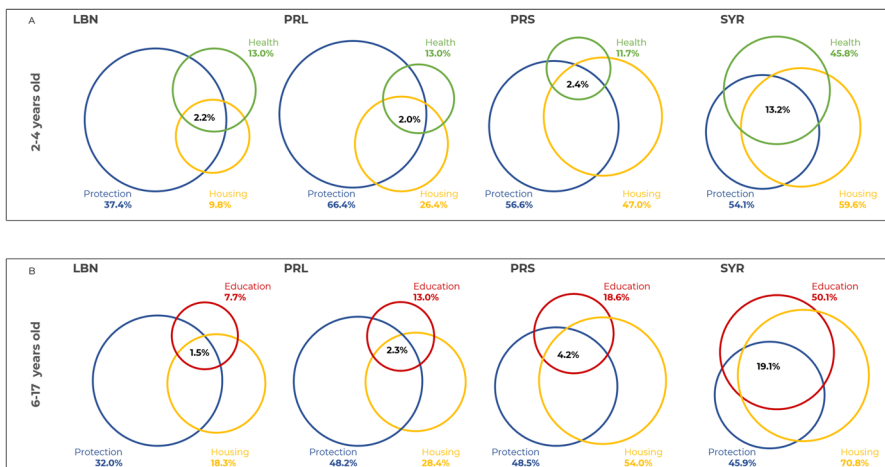 A
LBN
PRL
PRS
SYR
2-4 years old
Health
13.0%
2.2%
Protection
37.4%
Housing
9.8%
Health
13.0%
2.0%
Protection
66.4%
Housing
26.4%
Health
11.7%
2.4%
Protection
56.6%
Housing
47.0%
Health
45.8%
13.2%
Protection
54.1%
Housing
59.6%
B
LBN
PRL
PRS
SYR
6-17 years old
Education
7.7%
1.5%
Protection
32.0%
Housing
18.3%
Education
13.0%
2.3%
Protection
48.2%
Housing
28.4%
Education
18.6%
4.2%
Protection
48.5%
Housing
54.0%
Education
50.1%
19.1%
Protection
45.9%
Housing
70.8%